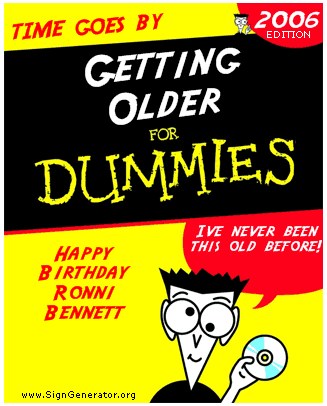 TIME GOES BY
2006
EDITION
GETTING
OLDER
FOR
DUMMIES
I'VE NEVER BEEN
THIS OLD BEFORE!
HAPPY
BIRTHDAY
RONNI
BENNETT
www.SignGenerator.org